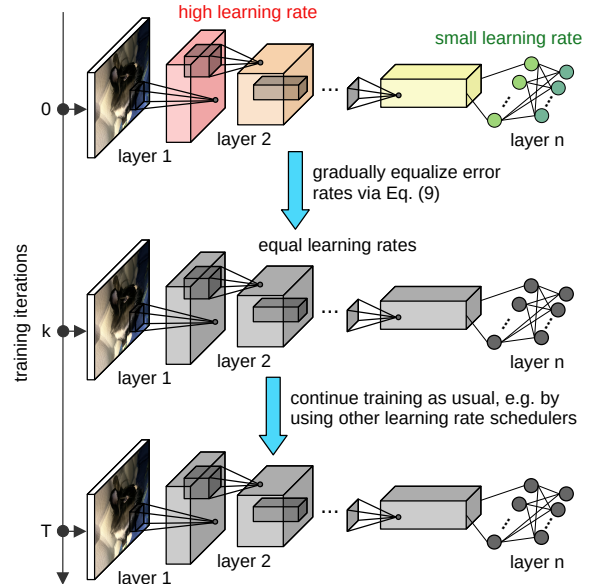 high learning rate
small learning rate
0
...
layer 1
layer 2
layer n
gradually equalize error
rates via Eq. (9)
equal learning rates
training iterations
k
...
layer 1
layer 2
layer n
continue training as usual, e.g. by
using other learning rate schedulers
T
...
layer 1
layer 2
layer n